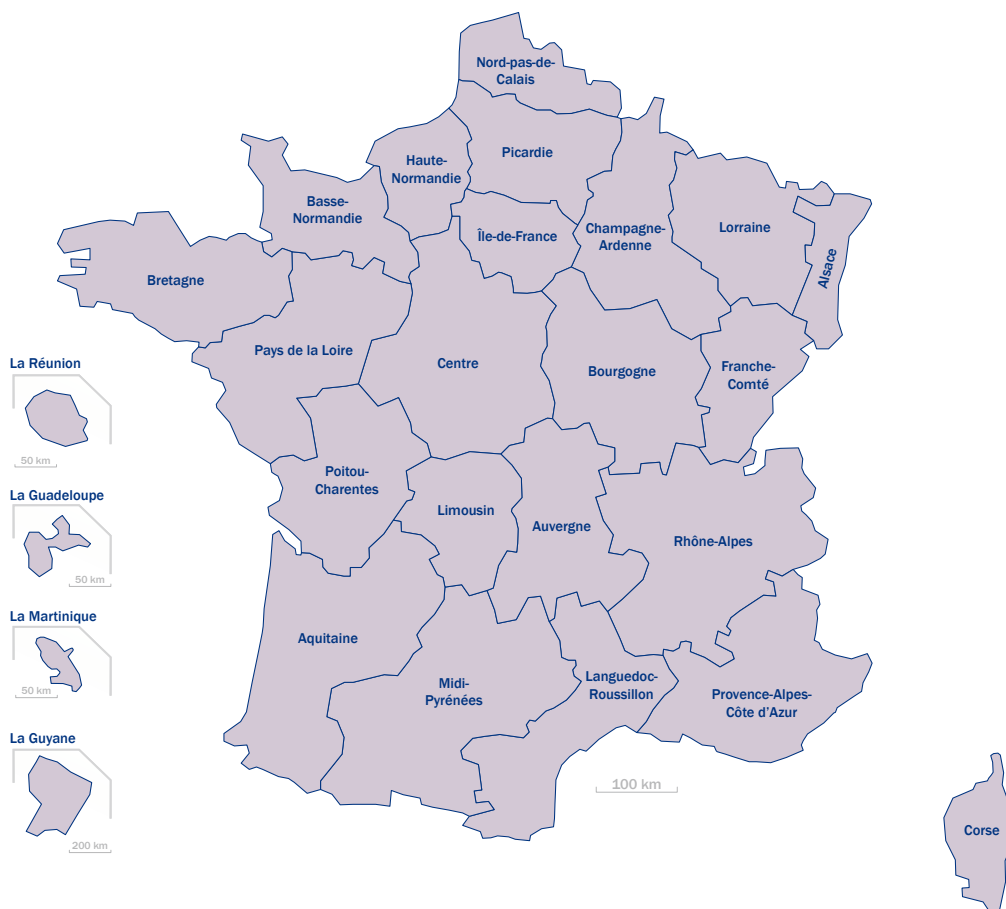 Nord-pas-de-
Calais
Picardie
Haute-
Normandie
Basse-
Normandie
Île-de-France
Champagne-
Ardenne
Lorraine
Alsace
Bretagne
Pays de la Loire
Centre
Bourgogne
Franche-
Comté
Poitou-
Charentes
Limousin
Auvergne
Rhône-Alpes
Aquitaine
Midi-
Pyrénées
Languedoc-
Roussillon
Provence-Alpes-
Côte d'Azur
100 km
Corse
La Réunion
50 km
La Guadeloupe
50 km
La Martinique
50 km
La Guyane
200 km